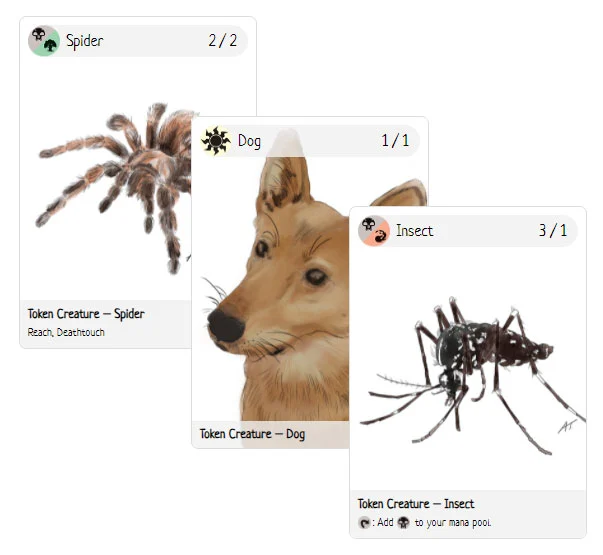 Spider 2/2
Token Creature – Spider
Reach, Deathtouch
Dog 1/1
Token Creature – Dog
Insect 3/1
AT
Token Creature – Insect
: Add to your mana pool.